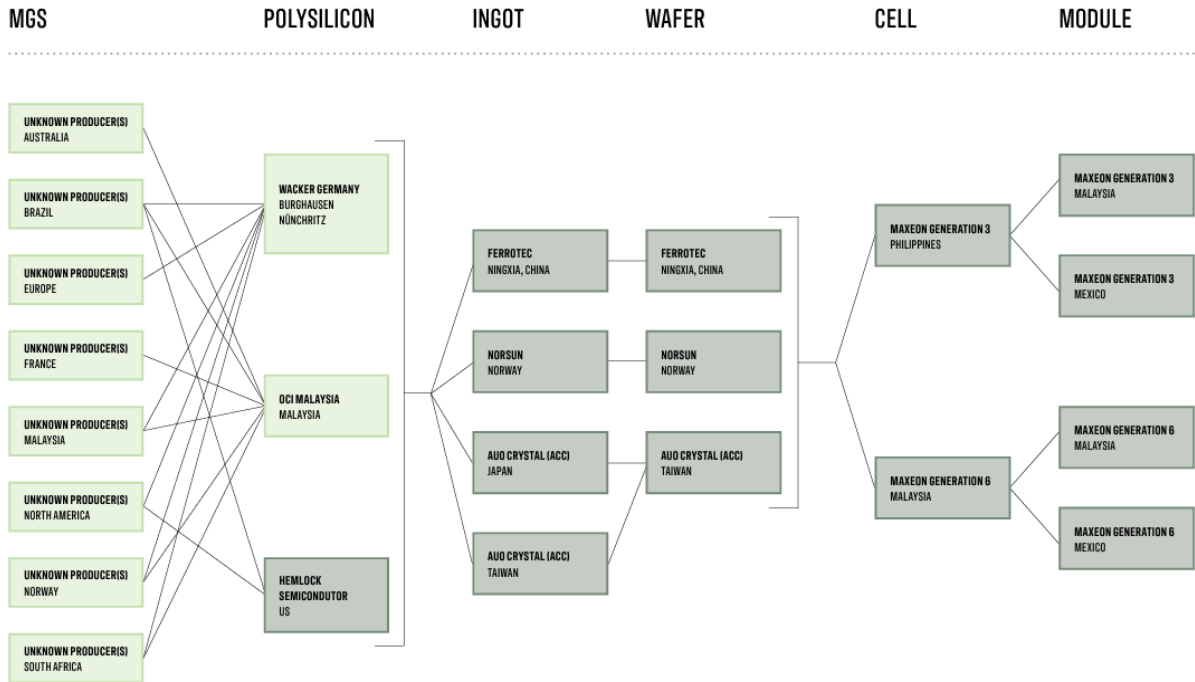 MGS
POLYSILICON
INGOT
WAFER
CELL
MODULE
UNKNOWN PRODUCER(S)
AUSTRALIA
UNKNOWN PRODUCER(S)
BRAZIL
UNKNOWN PRODUCER(S)
EUROPE
UNKNOWN PRODUCER(S)
FRANCE
UNKNOWN PRODUCER(S)
MALAYSIA
UNKNOWN PRODUCER(S)
NORTH AMERICA
UNKNOWN PRODUCER(S)
NORWAY
UNKNOWN PRODUCER(S)
SOUTH AFRICA
WACKER GERMANY
BURGHAUSEN
NÜNCHRITZ
OCI MALAYSIA
MALAYSIA
HEMLOCK
SEMICONDUTOR
US
FERROTEC
NINGXIA, CHINA
NORSUN
NORWAY
AUO CRYSTAL (ACC)
JAPAN
AUO CRYSTAL (ACC)
TAIWAN
FERROTEC
NINGXIA, CHINA
NORSUN
NORWAY
AUO CRYSTAL (ACC)
TAIWAN
MAXEON GENERATION 3
PHILIPPINES
MAXEON GENERATION 6
MALAYSIA
MAXEON GENERATION 3
MALAYSIA
MAXEON GENERATION 3
MEXICO
MAXEON GENERATION 6
MALAYSIA
MAXEON GENERATION 6
MEXICO